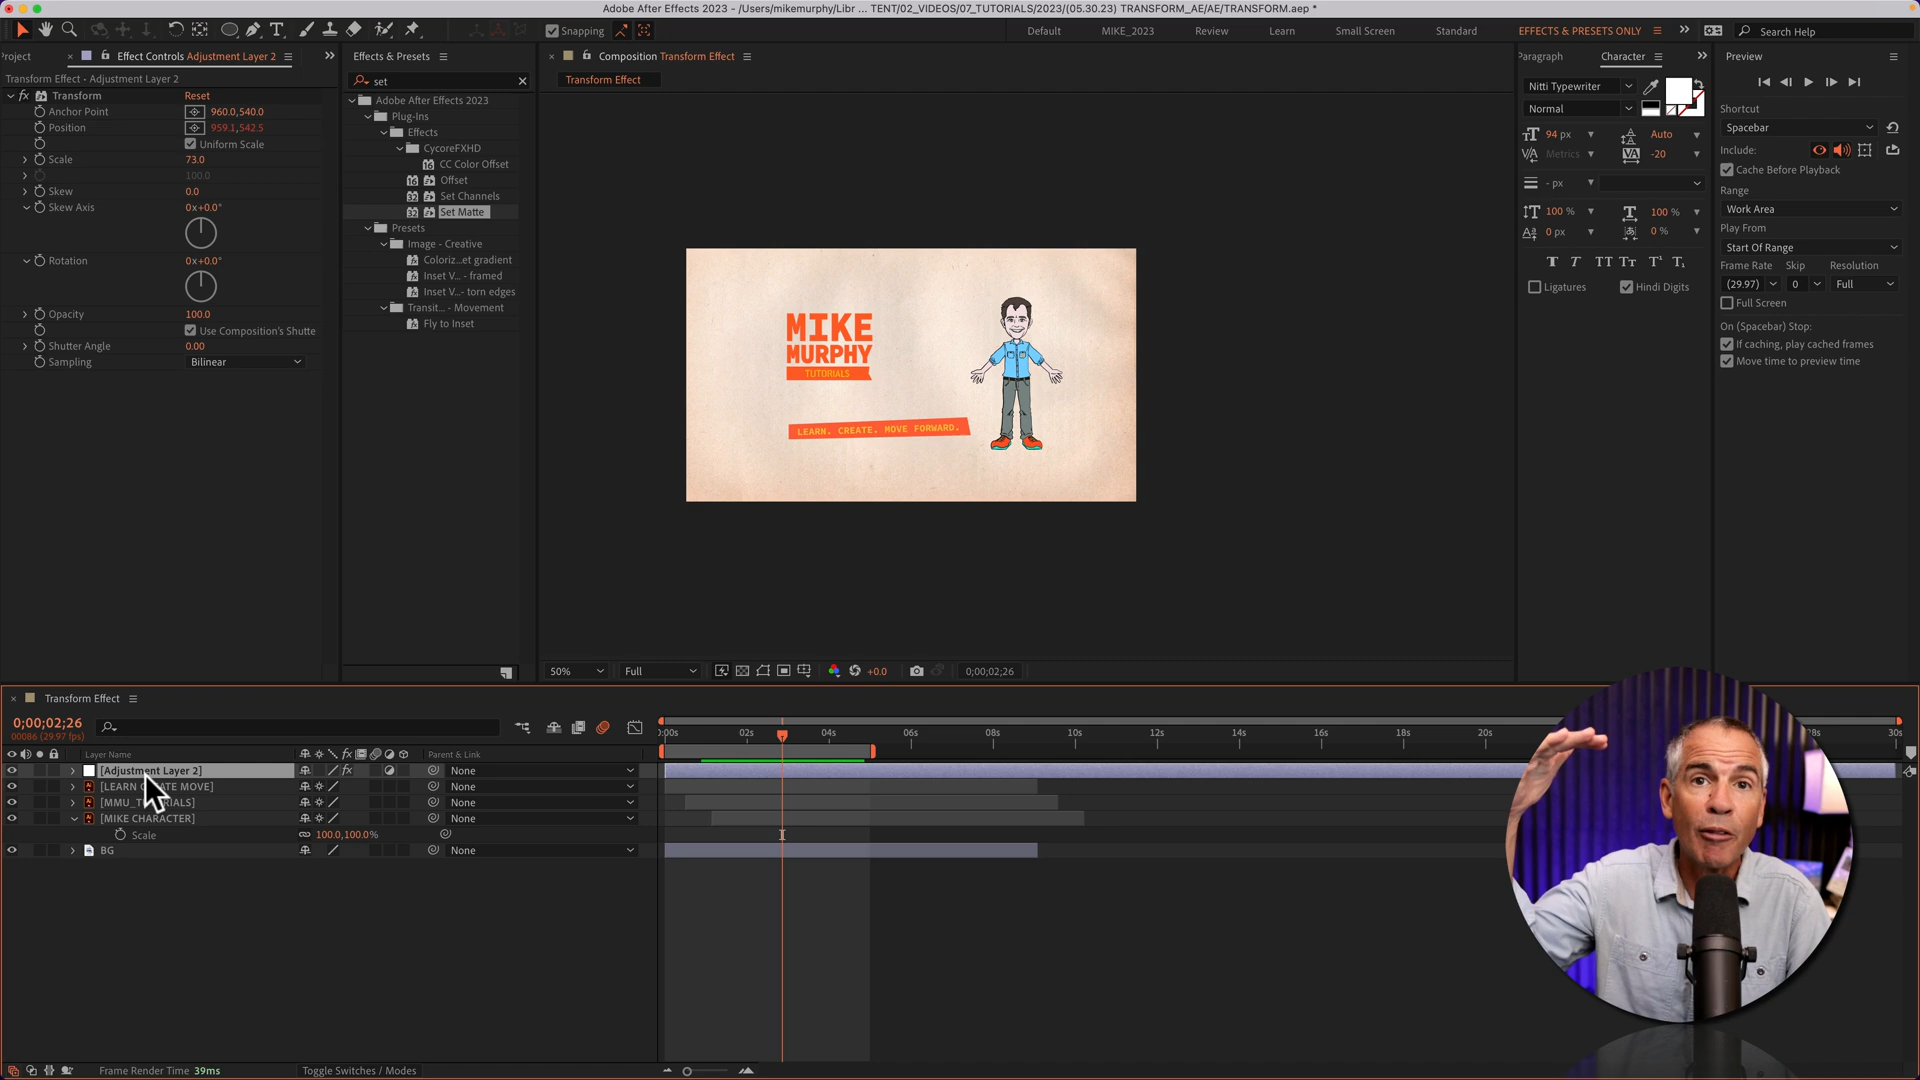 Adobe After Effects 2023 - /Users/mikemurphy/Libr ... TENT/02_VIDEOS/07_TUTORIALS/2023/(05.30.23) TRANSFORM_AE/AE/TRANSFORM.aep *
Snapping
Default
MIKE_2023
Review
Learn
Small Screen
Standard
EFFECTS & PRESETS ONLY
Search Help
Project
Effect Controls Adjustment Layer 2
Transform Effect - Adjustment Layer 2
fx Transform
Reset
Anchor Point
960.0,540.0
Position
959.1,542.5
Uniform Scale
Scale
73.0
100.0
Skew
0.0
Skew Axis
0x+0.0°
Rotation
0x+0.0°
Opacity
100.0
Use Composition's Shutte
Shutter Angle
0.00
Sampling
Bilinear
Effects & Presets
set
Adobe After Effects 2023
Plug-Ins
Effects
CycoreFXHD
CC Color Offset
Offset
Set Channels
Set Matte
Presets
Image - Creative
Coloriz...et gradient
Inset V... - framed
Inset V...- torn edges
Transit... - Movement
Fly to Inset
Composition Transform Effect
Transform Effect
MIKE
MURPHY
TUTORIALS
LEARN. CREATE. MOVE FORWARD.
50%
Full
+0.0
0;00;02;26
Paragraph
Character
Nitti Typewriter
Normal
94 px
Auto
Metrics
-20
- px
100 %
100 %
0 px
0 %
Ligatures
Hindi Digits
Preview
Shortcut
Spacebar
Include:
Cache Before Playback
Range
Work Area
Play From
Start Of Range
Frame Rate
Skip
Resolution
(29.97)
0
Full
Full Screen
On (Spacebar) Stop:
If caching, play cached frames
Move time to preview time
Transform Effect
0;00;02;26
00086 (29.97 fps)
Layer Name
Parent & Link
[Adjustment Layer 2]
None
[LEARN CREATE MOVE]
None
[MMU_TUTORIALS]
None
[MIKE CHARACTER]
None
Scale
100.0,100.0%
BG
None
:00s
02s
04s
06s
08s
10s
12s
14s
16s
18s
20s
28s
30s
Frame Render Time 39ms
Toggle Switches / Modes